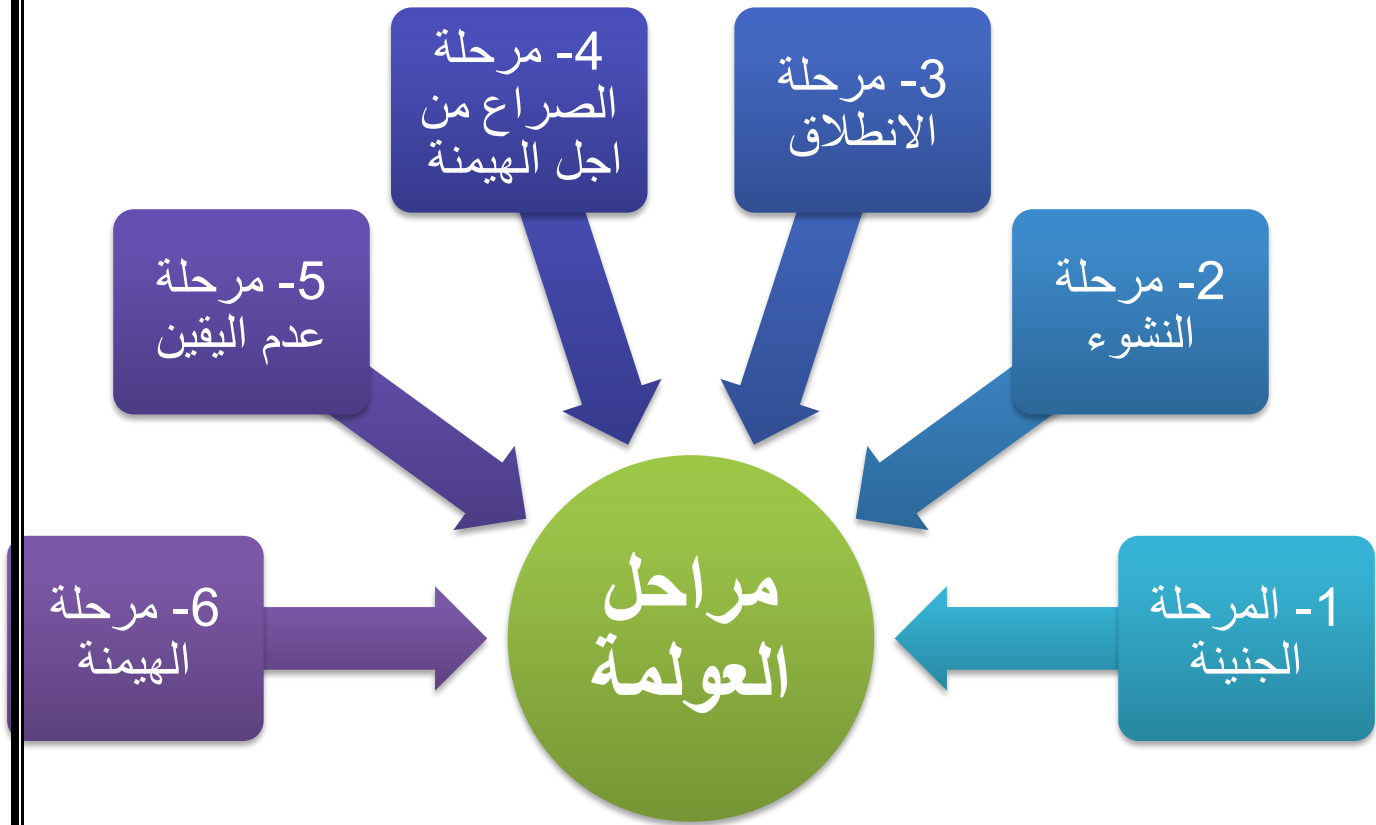 4- مرحلة
الصراع من
اجل الهيمنة
3- مرحلة
الانطلاق
5- مرحلة
عدم اليقين
2- مرحلة
النشوء
6- مرحلة
الهيمنة
مراحل
العولمة
1- المرحلة
الجنينة